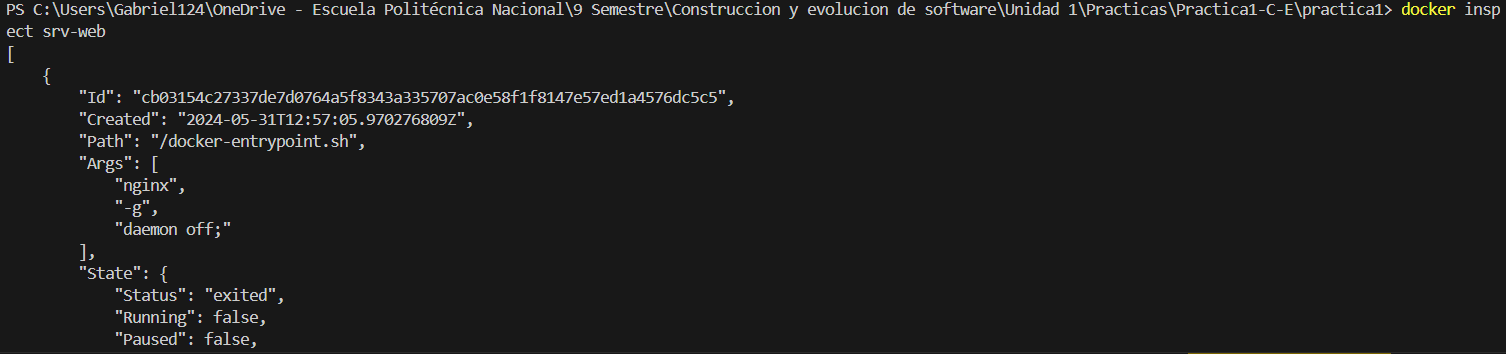 PS C:\Users\Gabriel124\OneDrive - Escuela Politécnica Nacional\9 Semestre\Construccion y evolucion de software\Unidad 1\Practicas\Practica1-C-E\practica1> docker insp
ect srv-web
[
    {
        "Id": "cb03154c27337de7d0764a5f8343a335707ac0e58f1f8147e57ed1a4576dc5c5",
        "Created": "2024-05-31T12:57:05.970276809Z",
        "Path": "/docker-entrypoint.sh",
        "Args": [
            "nginx",
            "-g",
            "daemon off;"
        ],
        "State": {
            "Status": "exited",
            "Running": false,
            "Paused": false,